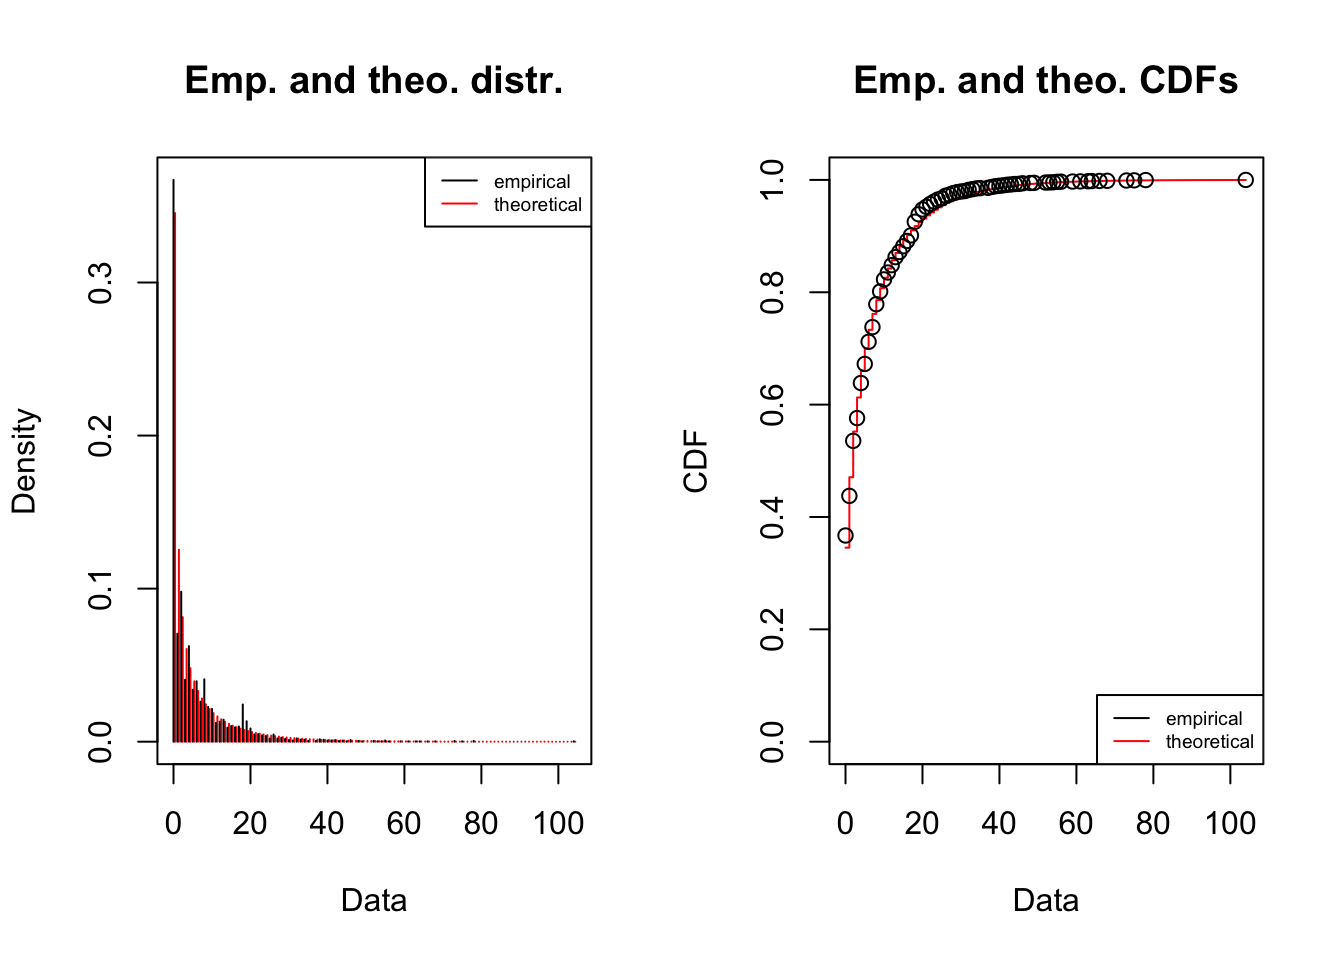 Emp. and theo. distr.
empirical
theoretical
Density
0.0
0.1
0.2
0.3
0
20
40
60
80
100
Data
Emp. and theo. CDFs
CDF
0.0
0.2
0.4
0.6
0.8
1.0
empirical
theoretical
0
20
40
60
80
100
Data